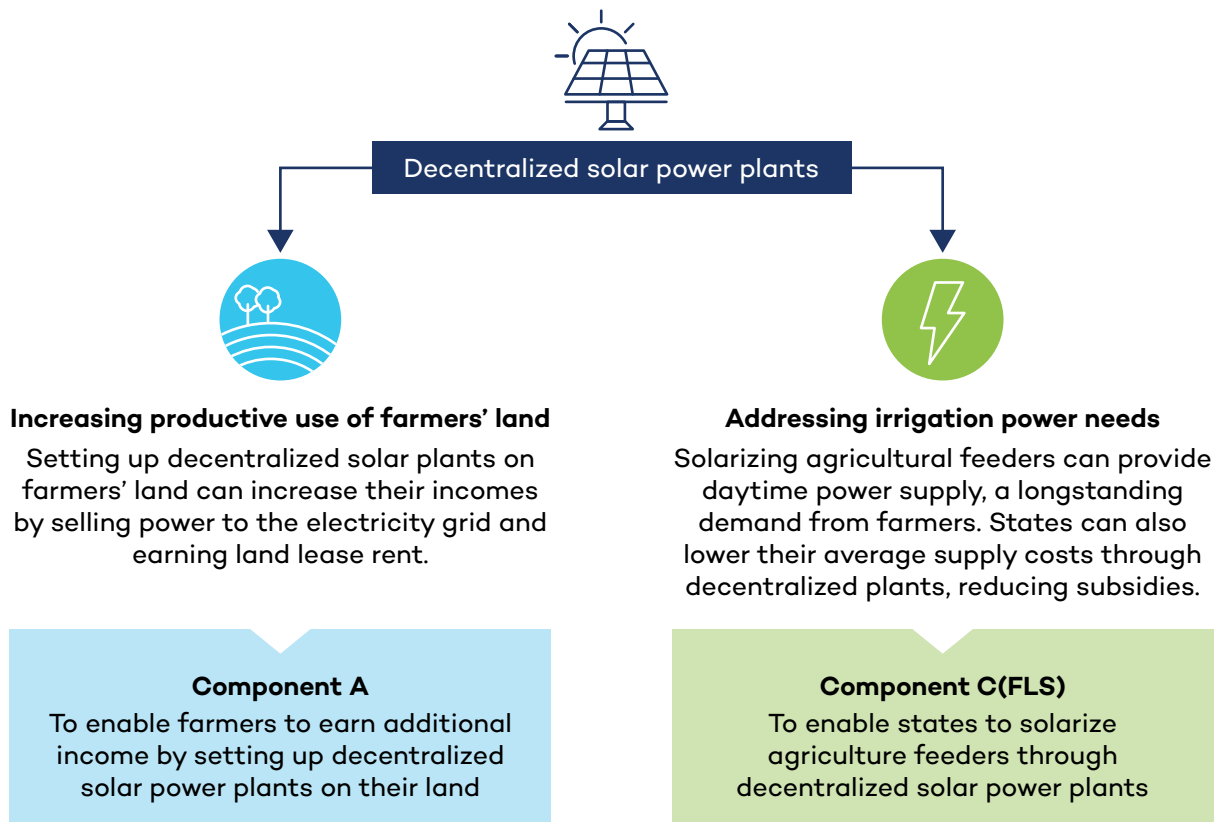 Decentralized solar power plants
Increasing productive use of farmers’ land
Setting up decentralized solar plants on
farmers’ land can increase their incomes
by selling power to the electricity grid and
earning land lease rent.
Component A
To enable farmers to earn additional
income by setting up decentralized
solar power plants on their land
Addressing irrigation power needs
Solarizing agricultural feeders can provide
daytime power supply, a longstanding
demand from farmers. States can also
lower their average supply costs through
decentralized plants, reducing subsidies.
Component C(FLS)
To enable states to solarize
agriculture feeders through
decentralized solar power plants